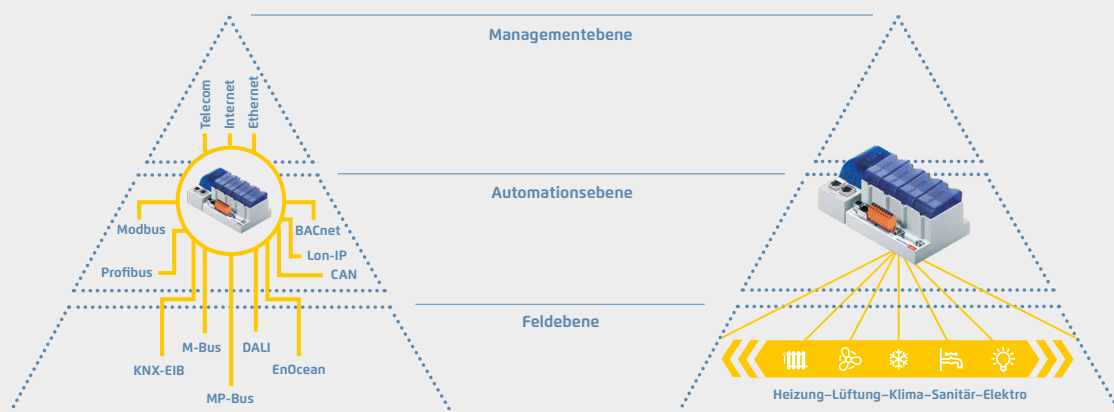 Managementebene
Telecom
Internet
Ethernet
Automationsebene
Modbus
BACnet
Lon-IP
Profibus
CAN
Feldebene
M-Bus
DALI
KNX-EIB
EnOcean
MP-Bus
Heizung–Lüftung–Klima–Sanitär–Elektro